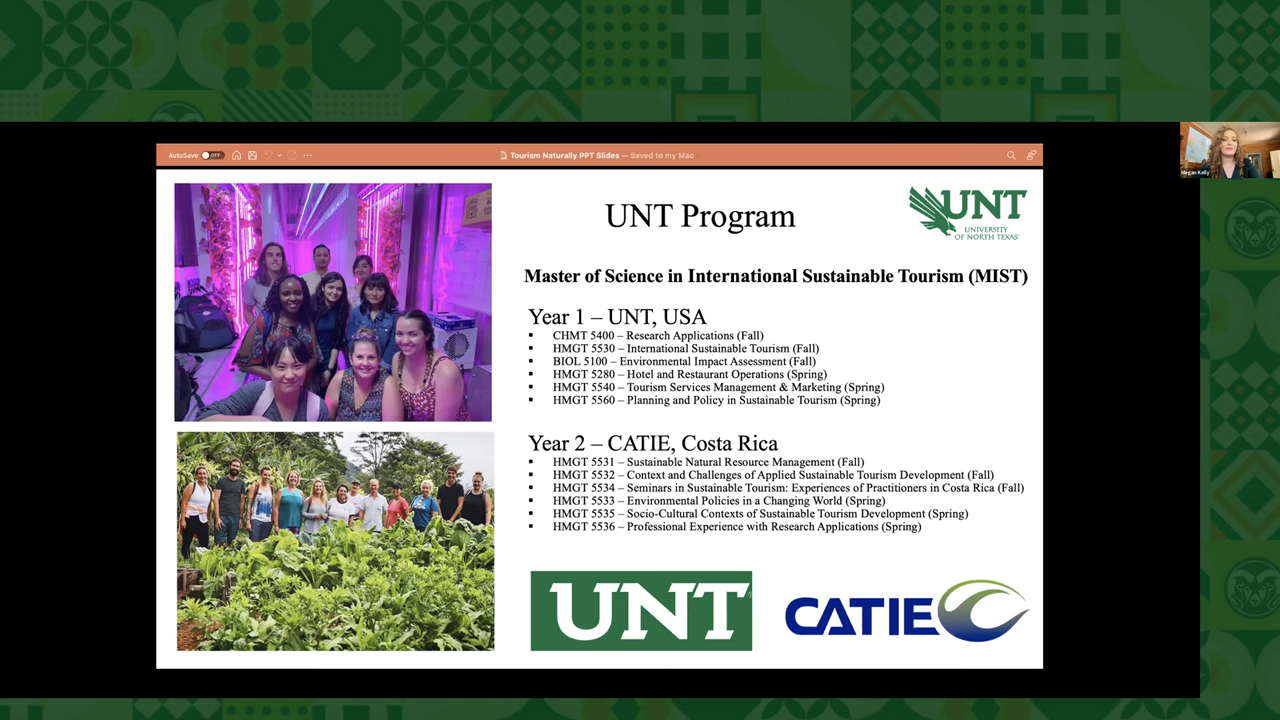 AutoSave OFF
Tourism Naturally PPT Slides — Saved to my Mac
Megan Kelly
UNT Program
UNT
UNIVERSITY
OF NORTH TEXAS
Master of Science in International Sustainable Tourism (MIST)
Year 1 – UNT, USA
▪ CHMT 5400 – Research Applications (Fall)
▪ HMGT 5530 – International Sustainable Tourism (Fall)
▪ BIOL 5100 – Environmental Impact Assessment (Fall)
▪ HMGT 5280 – Hotel and Restaurant Operations (Spring)
▪ HMGT 5540 – Tourism Services Management & Marketing (Spring)
▪ HMGT 5560 – Planning and Policy in Sustainable Tourism (Spring)
Year 2 – CATIE, Costa Rica
▪ HMGT 5531 – Sustainable Natural Resource Management (Fall)
▪ HMGT 5532 – Context and Challenges of Applied Sustainable Tourism Development (Fall)
▪ HMGT 5534 – Seminars in Sustainable Tourism: Experiences of Practitioners in Costa Rica (Fall)
▪ HMGT 5533 – Environmental Policies in a Changing World (Spring)
▪ HMGT 5535 – Socio-Cultural Contexts of Sustainable Tourism Development (Spring)
▪ HMGT 5536 – Professional Experience with Research Applications (Spring)
UNT
CATIE